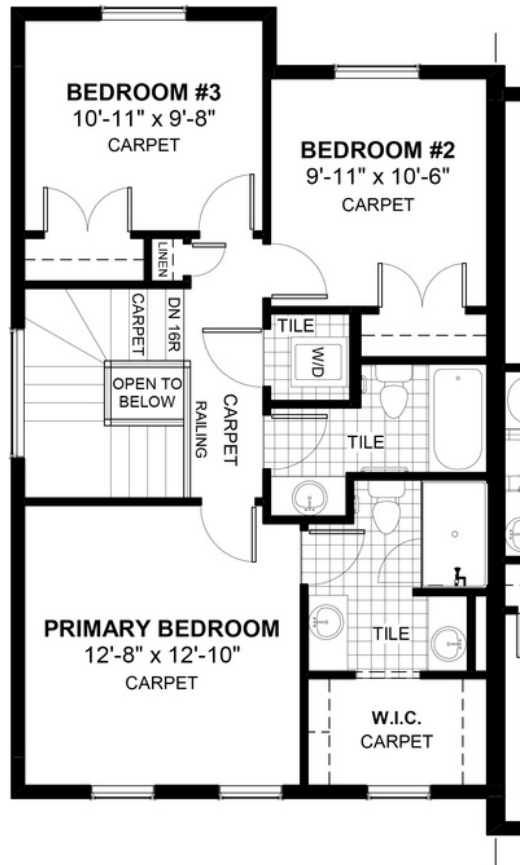 BEDROOM #3
10'-11" x 9'-8"
CARPET
BEDROOM #2
9'-11" x 10'-6"
CARPET
LINEN
CARPET
DN 16R
TILE
W/D
OPEN TO
BELOW
RAILING
CARPET
TILE
PRIMARY BEDROOM
12'-8" x 12'-10"
CARPET
TILE
W.I.C.
CARPET